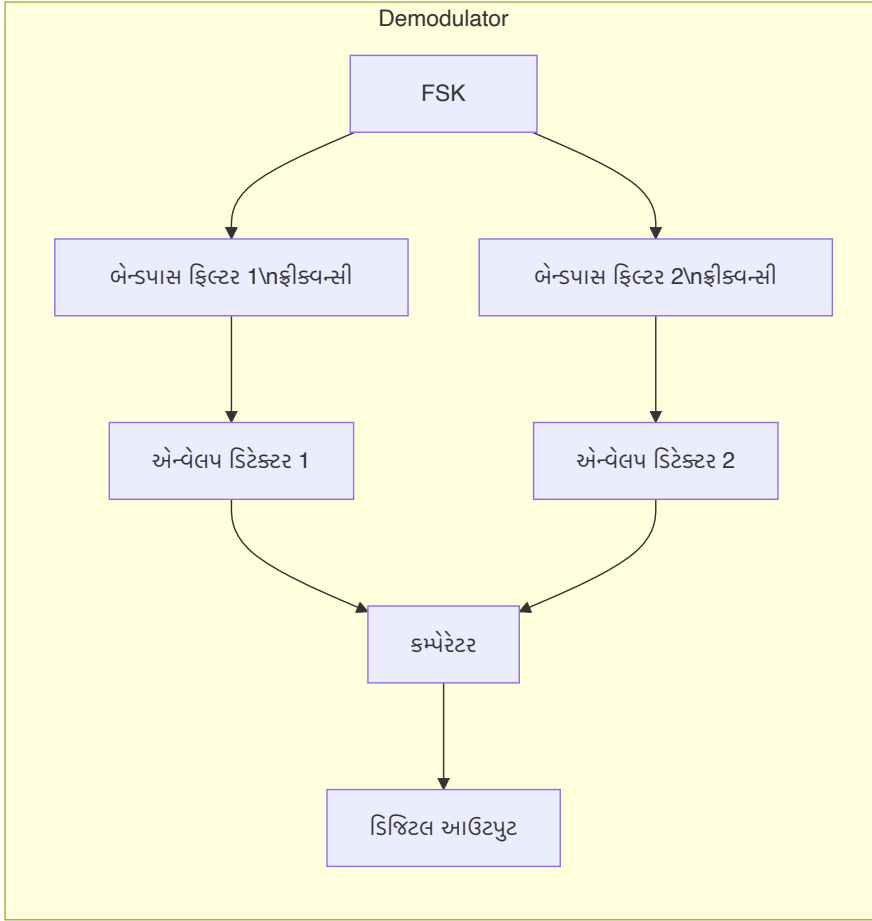 Demodulator
FSK
બેન્ડપાસ ફિલ્ટર 1\nફ્રીક્વન્સી
બેન્ડપાસ ફિલ્ટર 2\nફ્રીક્વન્સી
એન્વેલપ ડિટેક્ટર 1
એન્વેલપ ડિટેક્ટર 2
કમ્પેરેટર
ડિજિટલ આઉટપુટ